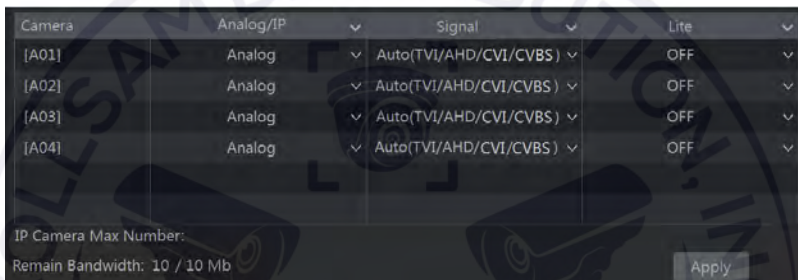 Camera Analog/IP Signal Lite
[A01] Analog Auto(TVI/AHD/CVI/CVBS) OFF
[A02] Analog Auto(TVI/AHD/CVI/CVBS) OFF
[A03] Analog Auto(TVI/AHD/CVI/CVBS) OFF
[A04] Analog Auto(TVI/AHD/CVI/CVBS) OFF
IP Camera Max Number:
Remain Bandwidth: 10 / 10 Mb
Apply